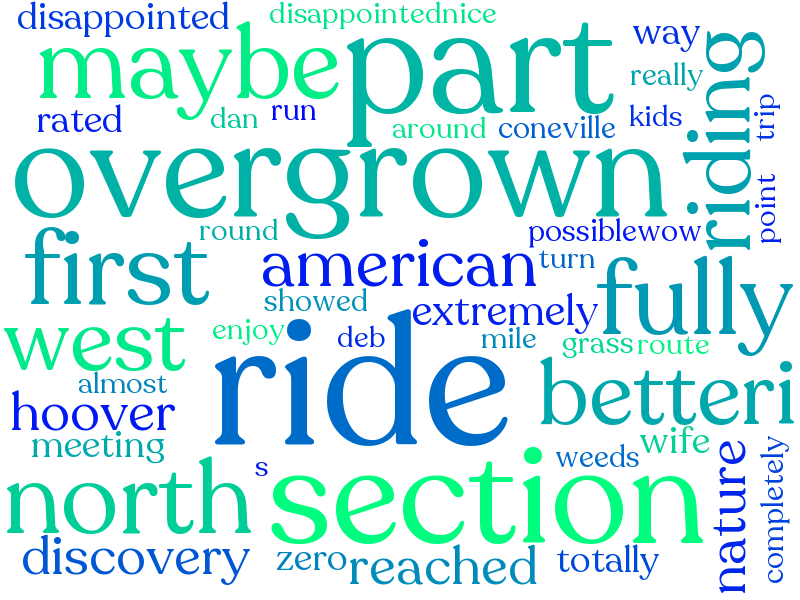 disappointed
disappointednice
maybe
part
way
riding
really
rated
dan
run
around
coneville
kids
trip
overgrown
point
round
possiblewow
first
american
turn
fully
showed
extremely
west
enjoy
deb
mile
grass
route
ride
almost
betteri
hoover
meeting
wife
nature
completely
north
s
section
weeds
discovery
zero
reached
totally